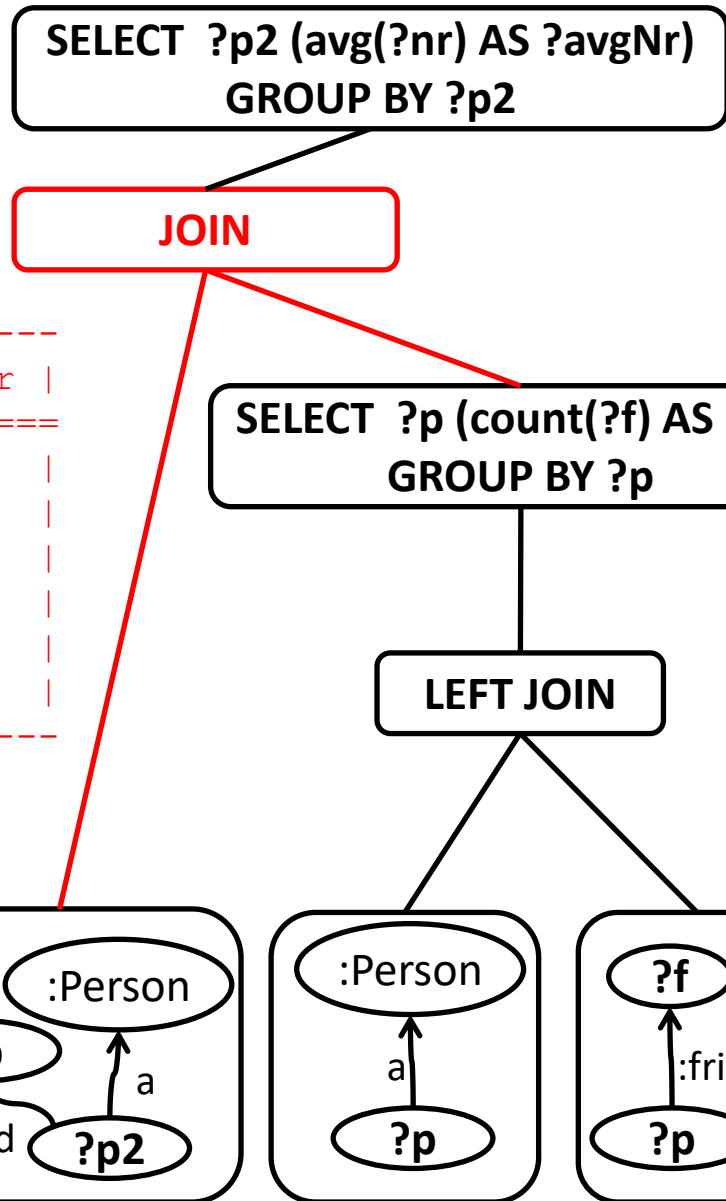 SELECT ?p2 (avg(?nr) AS ?avgNr)
GROUP BY ?p2
JOIN
r |
===
SELECT ?p (count(?f) AS
GROUP BY ?p
LEFT JOIN
:Person
a
d
?p2
:Person
a
?p
?f
:fri
?p